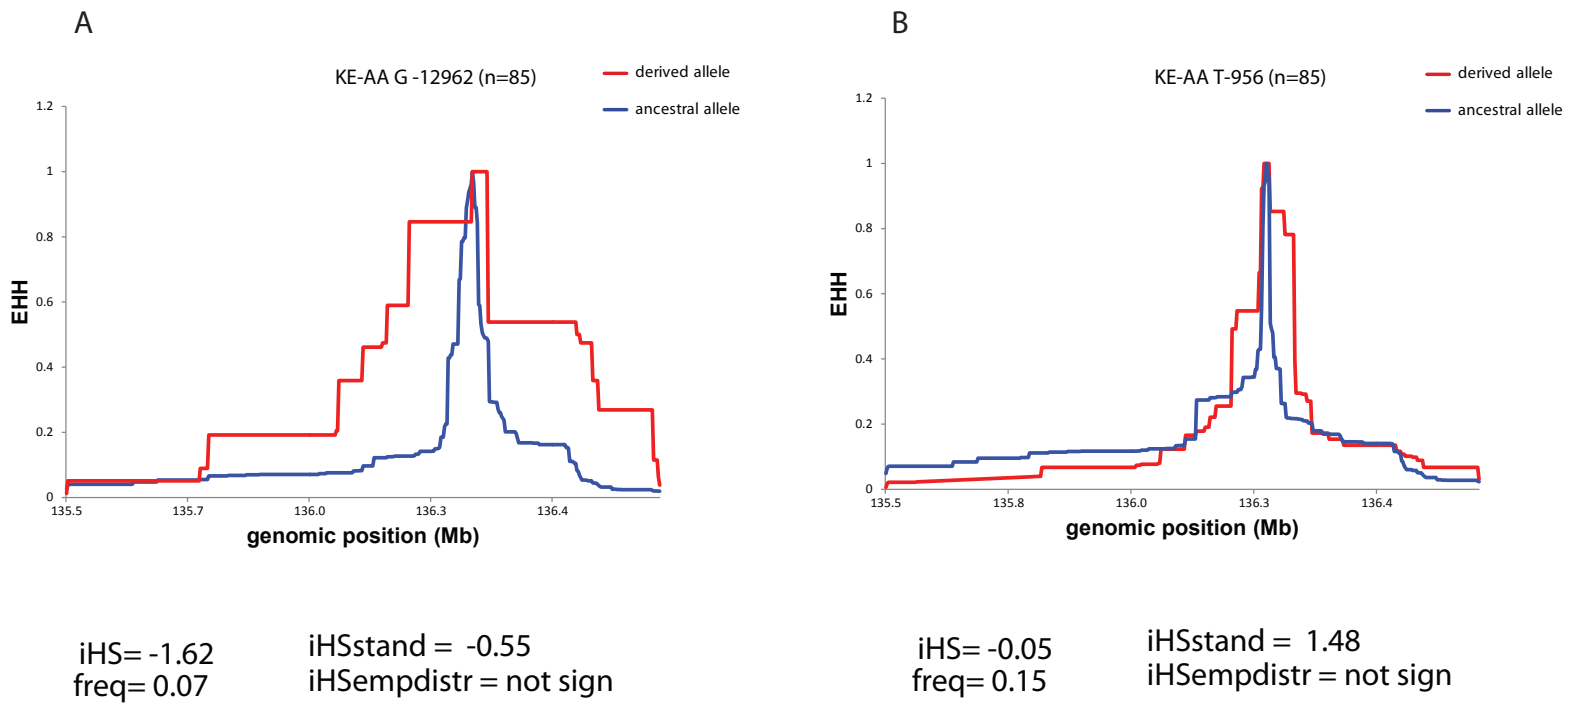 A
KE-AA G -12962 (n=85)
derived allele
ancestral allele
1.2
1
0.8
0.6
0.4
0.2
0
EHH
135.5
135.7
136.0
136.3
136.4
genomic position (Mb)
iHS= -1.62
freq= 0.07
iHSstand = -0.55
iHSempdistr = not sign
B
KE-AA T-956 (n=85)
derived allele
ancestral allele
1.2
1
0.8
0.6
0.4
0.2
0
EHH
135.5
135.8
136.0
136.3
136.4
genomic position (Mb)
iHS= -0.05
freq= 0.15
iHSstand = 1.48
iHSempdistr = not sign